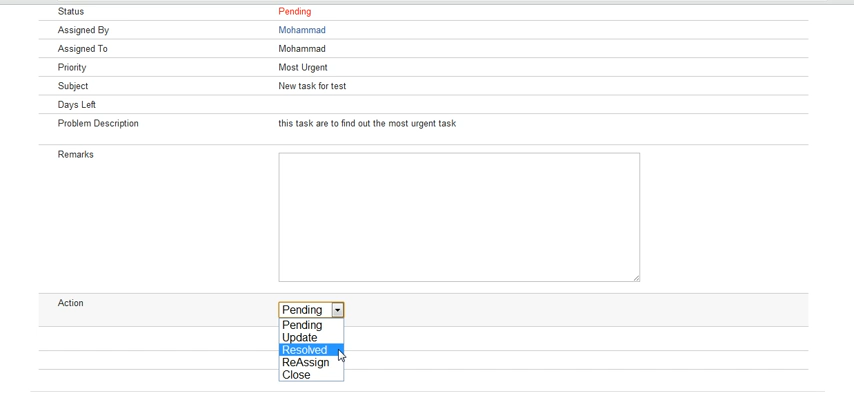 Status Pending
Assigned By Mohammad
Assigned To Mohammad
Priority Most Urgent
Subject New task for test
Days Left
Problem Description this task are to find out the most urgent task
Remarks
Action Pending
Pending
Update
Resolved
ReAssign
Close